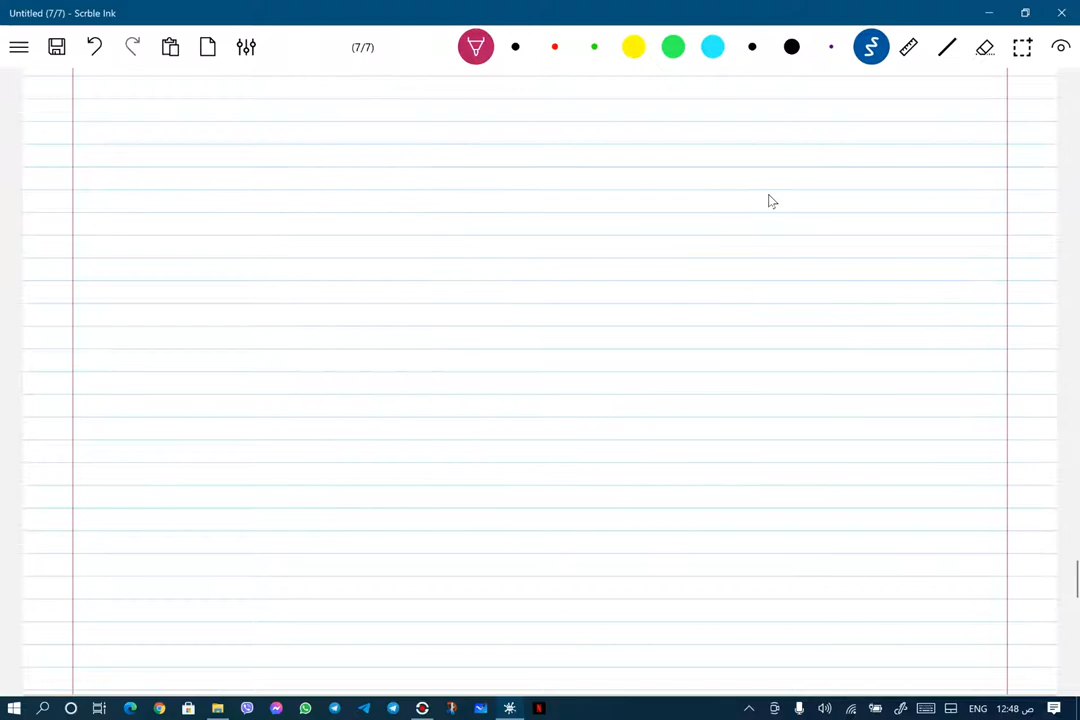 Untitled (7/7) - Scrble Ink
(7/7)
ENG
12:48 ص